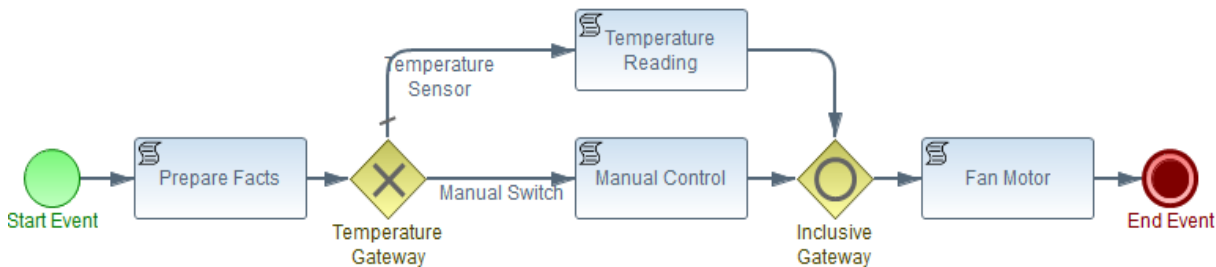 Temperature
Reading
Temperature
Sensor
Prepare Facts
Manual Switch
Manual Control
Fan Motor
Start Event
Temperature
Gateway
Inclusive
Gateway
End Event